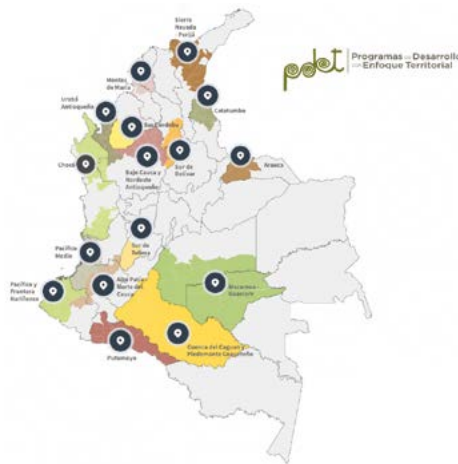 Sierra
Nevada
Perijá
Montes
de María
Catatumbo
Urabá
Antioqueño
Sur Córdoba
Chocó
Bajo Cauca y
Nordeste
Antioqueño
Sur de
Bolívar
Arauca
Pacífico
Medio
Sur de
Tolima
Alto Patía -
Norte del
Cauca
Macarena -
Guaviare
Pacífico y
Frontera
Nariñense
Cuenca del Caguán y
Piedemonte Caqueteño
Putumayo
pdet
Programas de Desarrollo
con Enfoque Territorial